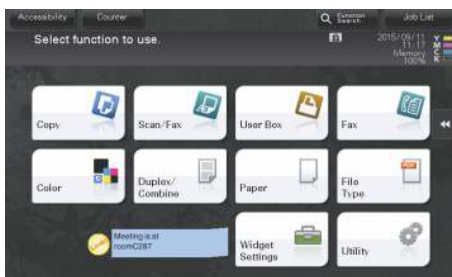 Accessibility
Counter
Function
Search
Job List
Select function to use.
2015/09/11
11:17
Memory
100%
Y
M
C
K
Copy
Scan/Fax
User Box
Fax
Color
Duplex/
Combine
Paper
File
Type
PDF
Meeting is at
roomC287
Widget
Settings
Utility